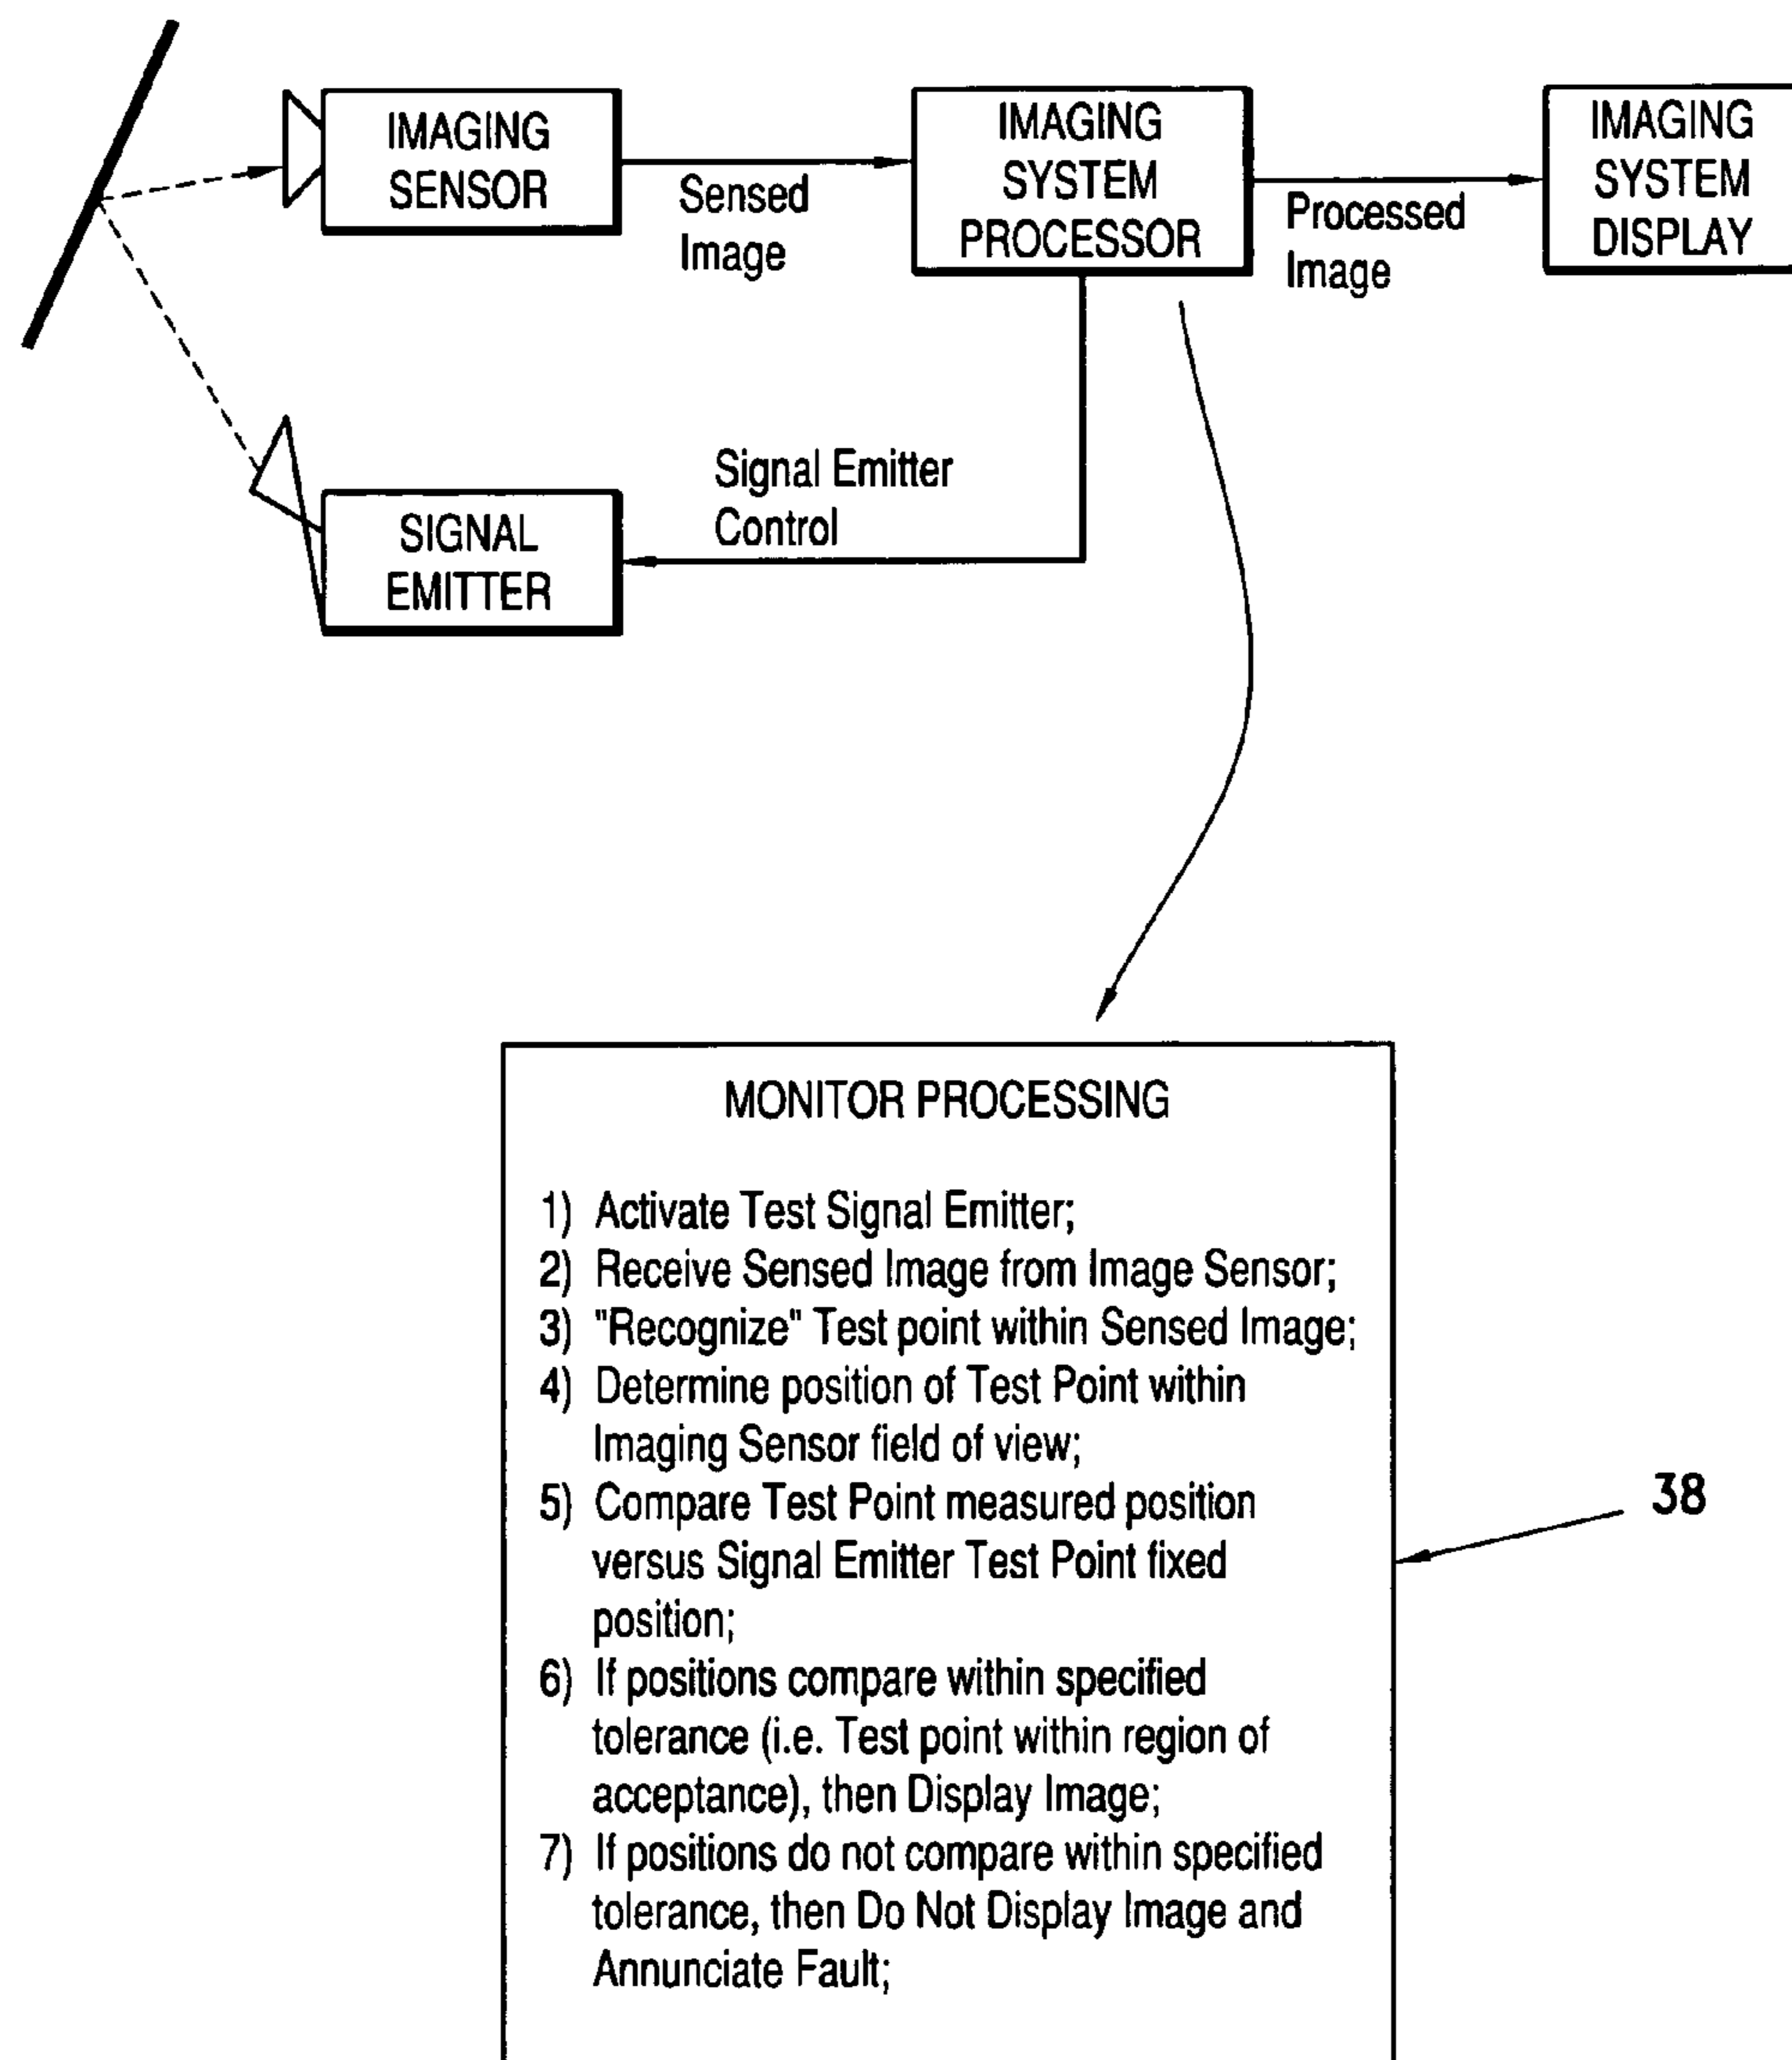 IMAGING
SENSOR
Sensed
Image
IMAGING
SYSTEM
PROCESSOR
Processed
Image
IMAGING
SYSTEM
DISPLAY
Signal Emitter
Control
SIGNAL
EMITTER
MONITOR PROCESSING
1) Activate Test Signal Emitter;
2) Receive Sensed Image from Image Sensor;
3) "Recognize" Test point within Sensed Image;
4) Determine position of Test Point within
Imaging Sensor field of view;
5) Compare Test Point measured position
versus Signal Emitter Test Point fixed
position;
6) If positions compare within specified
tolerance (i.e. Test point within region of
acceptance), then Display Image;
7) If positions do not compare within specified
tolerance, then Do Not Display Image and
Annunciate Fault;
38